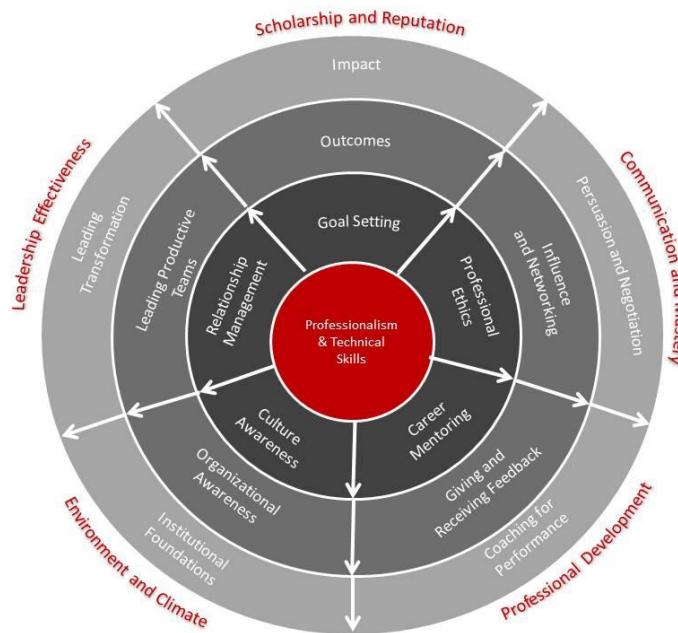 Scholarship and Reputation
Impact
Outcomes
Goal Setting
Leadership Effectiveness
Leading
Transformation
Leading Productive
Teams
Relationship
Management
Professionalism
& Technical
Skills
Professional
Ethics
Influence
and Networking
Persuasion and Negotiation
Communication and Mastery
Culture
Awareness
Organizational
Awareness
Institutional
Foundations
Environment and Climate
Career
Mentoring
Giving and
Receiving Feedback
Coaching for
Performance
Professional Development